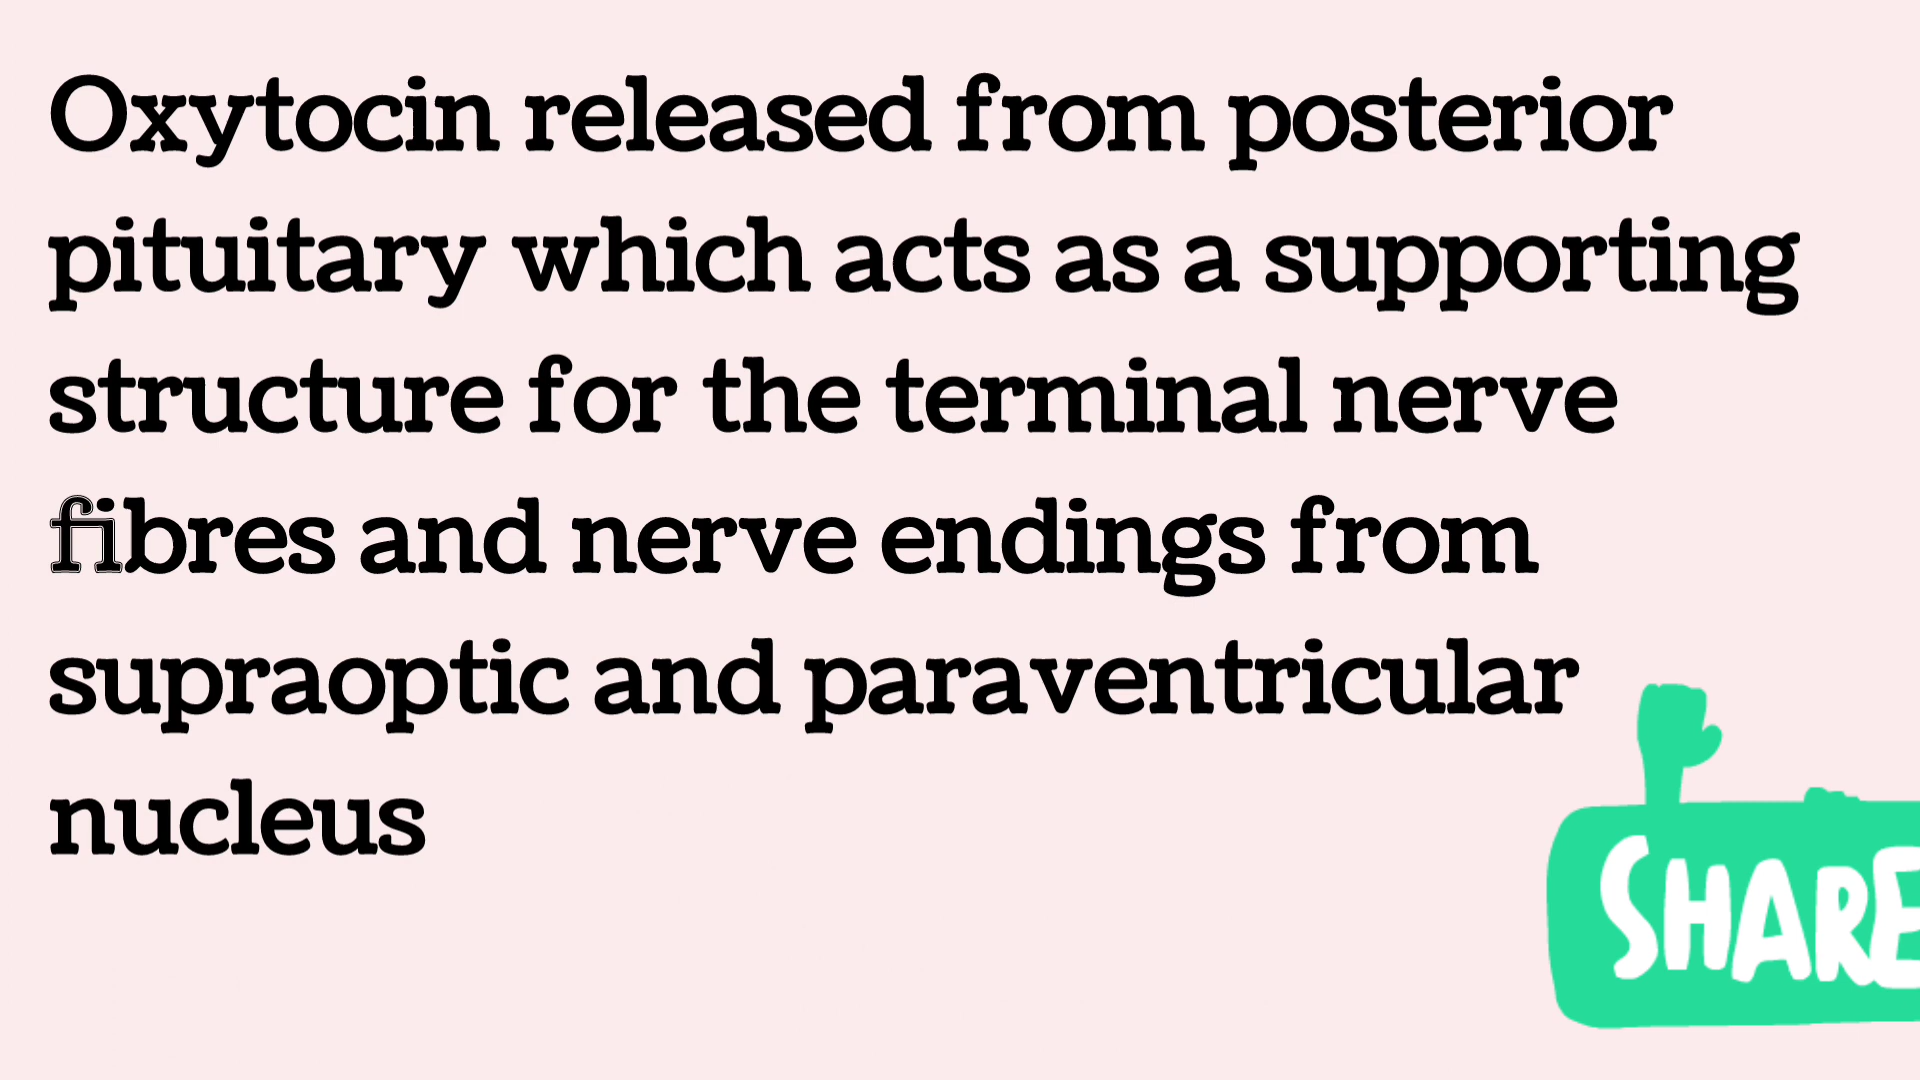 Oxytocin released from posterior
pituitary which acts as a supporting
structure for the terminal nerve
fibres and nerve endings from
supraoptic and paraventricular
nucleus
SHARE